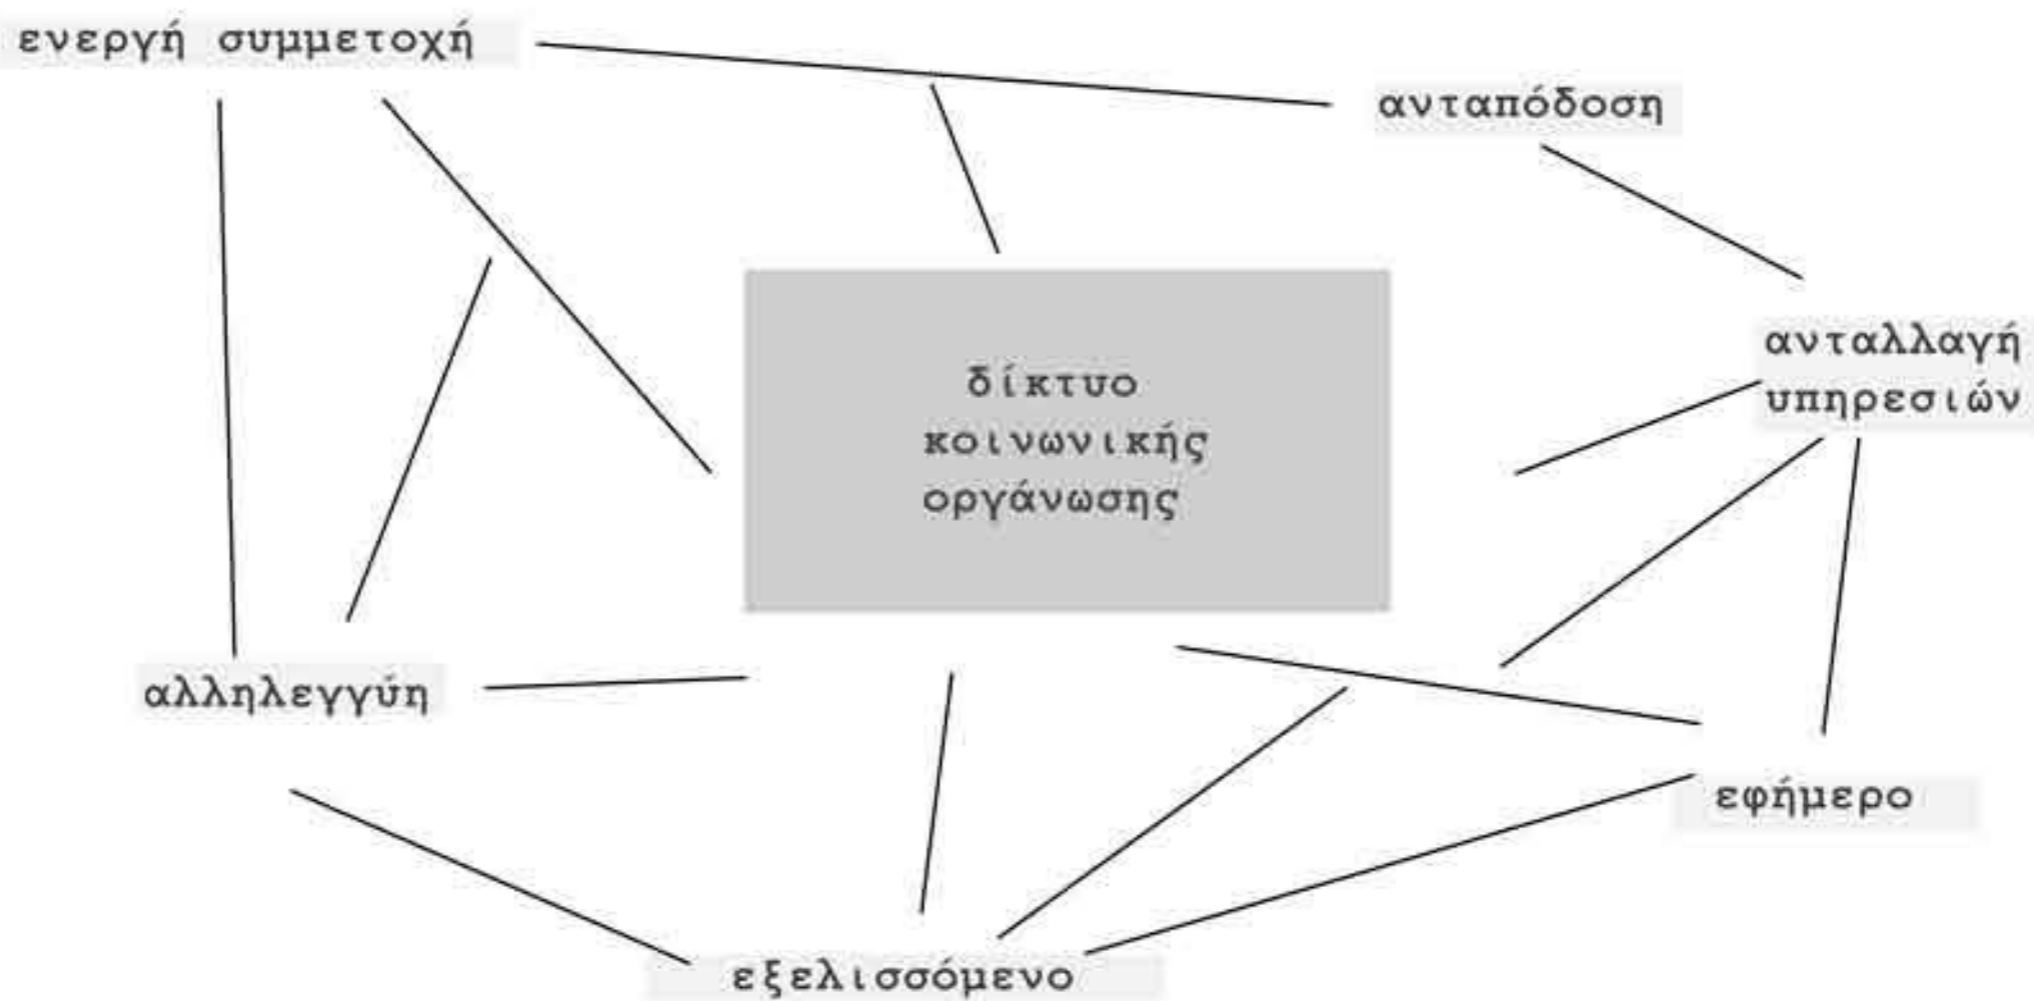 ενεργή συμμετοχή
ανταπόδοση
ανταλλαγή
υπηρεσιών
δίκτυο
κοινωνικής
οργάνωσης
αλληλεγγύη
εφήμερο
εξελισσόμενο